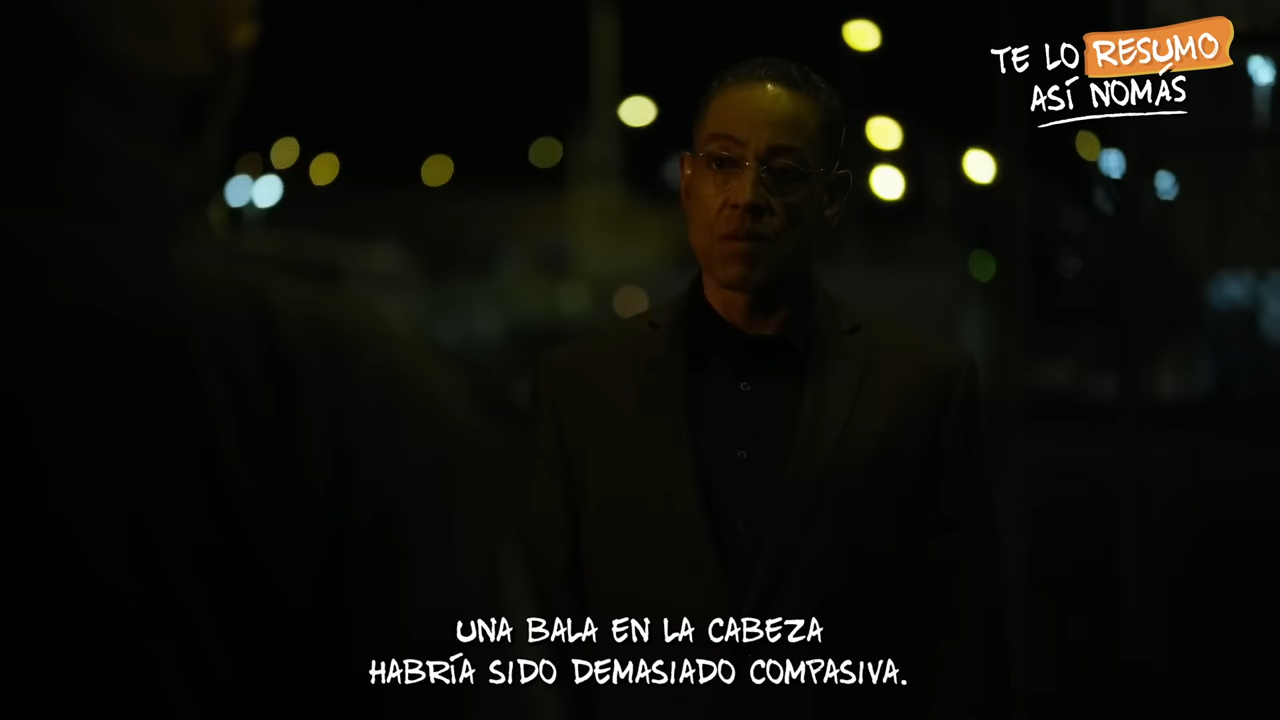 TE LO RESUMO
ASÍ NOMÁS
UNA BALA EN LA CABEZA
HABRÍA SIDO DEMASIADO COMPASIVA.